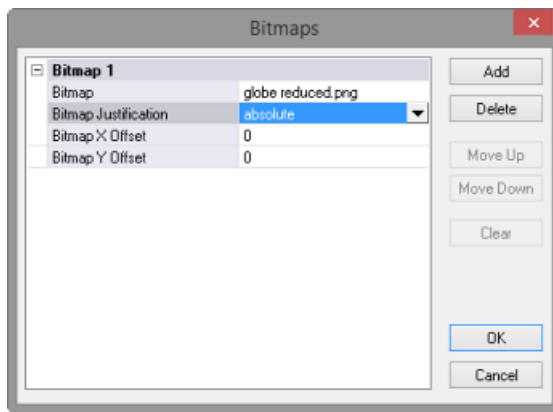 Bitmaps
Bitmap 1
Bitmap globe reduced.png
Bitmap Justification absolute
Bitmap X Offset 0
Bitmap Y Offset 0
Add
Delete
Move Up
Move Down
Clear
OK
Cancel